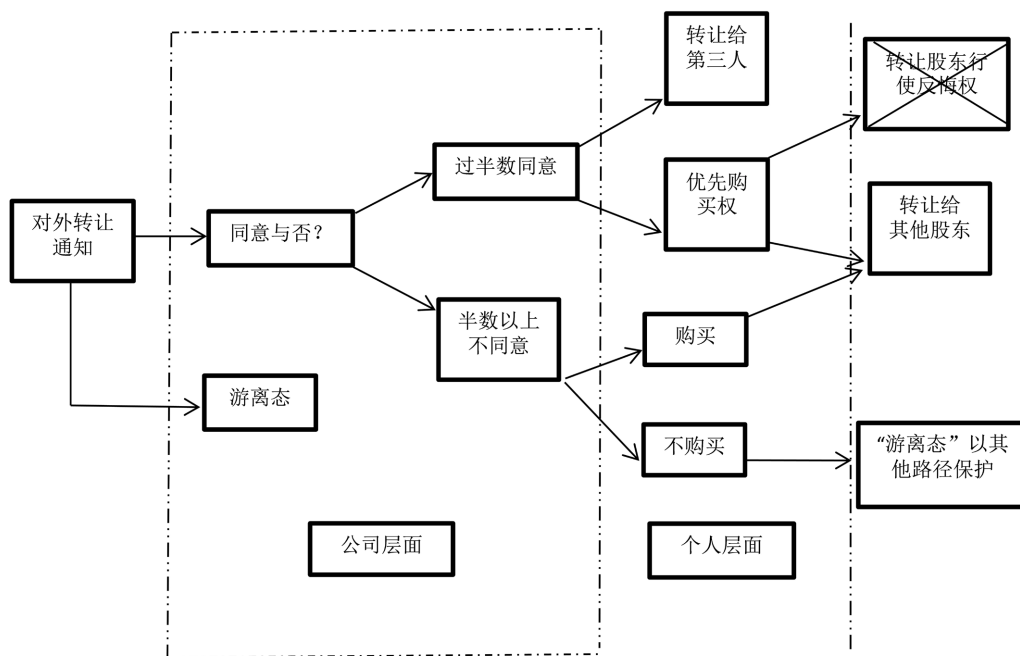 对外转让
通知
同意与否？
游离态
过半数同意
半数以上
不同意
公司层面
转让给
第三人
优先购
买权
购买
不购买
个人层面
转让股东行
使反悔权
转让给
其他股东
“游离态”以其
他路径保护